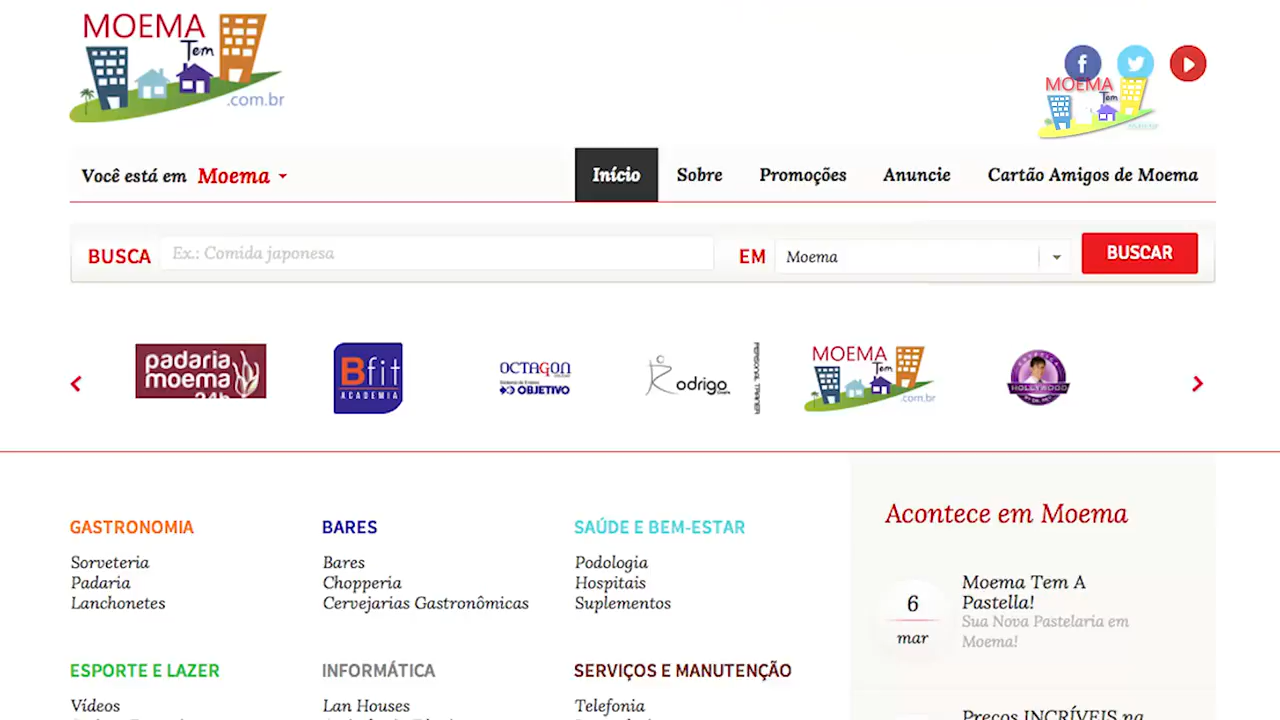 MOEMA
Tem
.com.br
f
MOEMA
Tem
Você está em Moema
Início
Sobre
Promoções
Anuncie
Cartão Amigos de Moema
BUSCA
Ex.: Comida japonesa
EM
Moema
BUSCAR
padaria
moema
24h
Bfit
ACADEMIA
OCTAGON
OBJETIVO
Rodrigo
PERSONAL TRAINER
MOEMA
Tem
.com.br
HOLLYWOOD
GASTRONOMIA
Sorveteria
Padaria
Lanchonetes
BARES
Bares
Chopperia
Cervejarias Gastronômicas
SAÚDE E BEM-ESTAR
Podologia
Hospitais
Suplementos
ESPORTE E LAZER
Vídeos
INFORMÁTICA
Lan Houses
SERVIÇOS E MANUTENÇÃO
Telefonia
Acontece em Moema
6
mar
Moema Tem A
Pastella!
Sua Nova Pastelaria em
Moema!
Preços INCRÍVEIS na